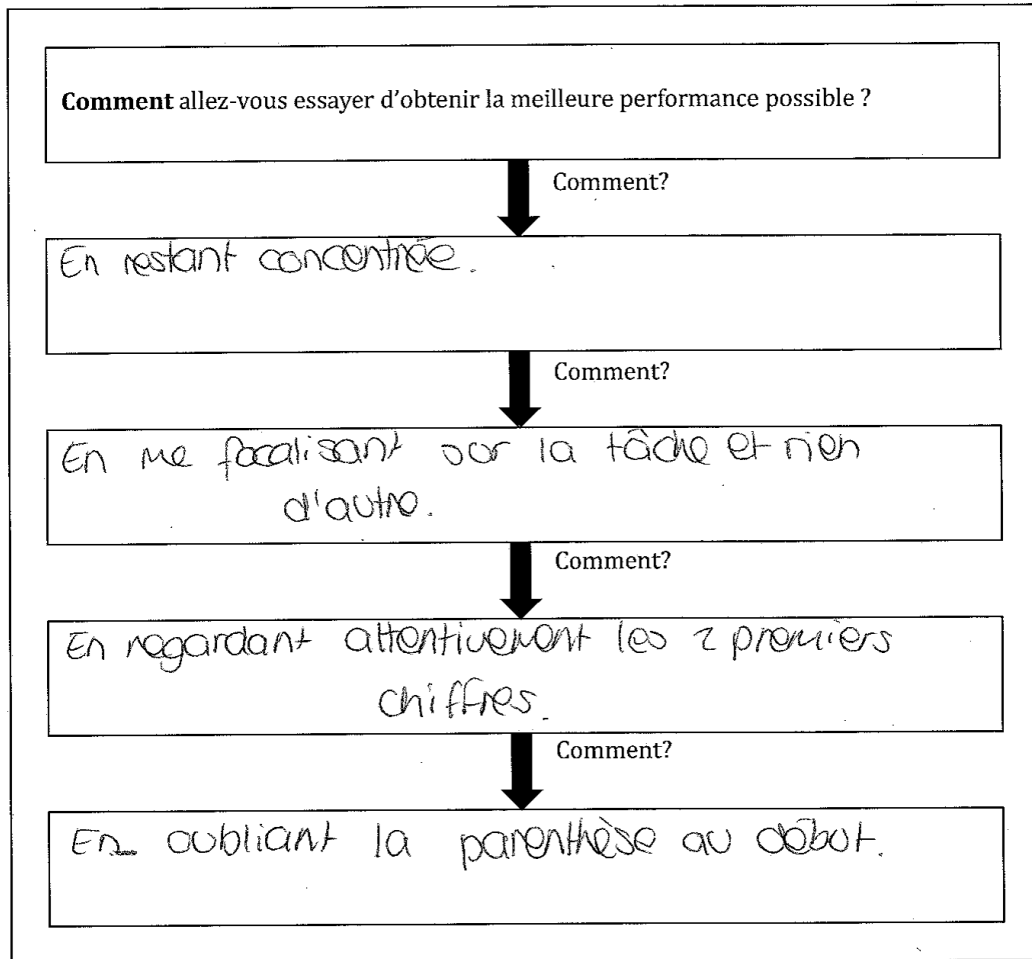 Comment allez-vous essayer d'obtenir la meilleure performance possible ?
Comment?
En restant concentrée.
Comment?
En me focalisant sur la tâche et rien
d'autre.
Comment?
En regardant attentivement les 2 premiers
chiffres.
Comment?
En oubliant la parenthèse au début.